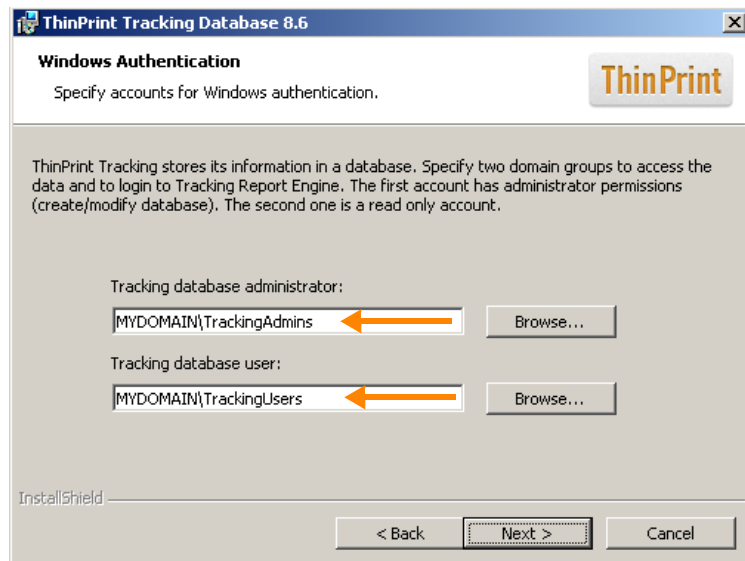 ThinPrint Tracking Database 8.6
Windows Authentication
Specify accounts for Windows authentication.
ThinPrint
ThinPrint Tracking stores its information in a database. Specify two domain groups to access the
data and to login to Tracking Report Engine. The first account has administrator permissions
(create/modify database). The second one is a read only account.
Tracking database administrator:
MYDOMAIN\TrackingAdmins
Browse...
Tracking database user:
MYDOMAIN\TrackingUsers
Browse...
InstallShield
< Back
Next >
Cancel